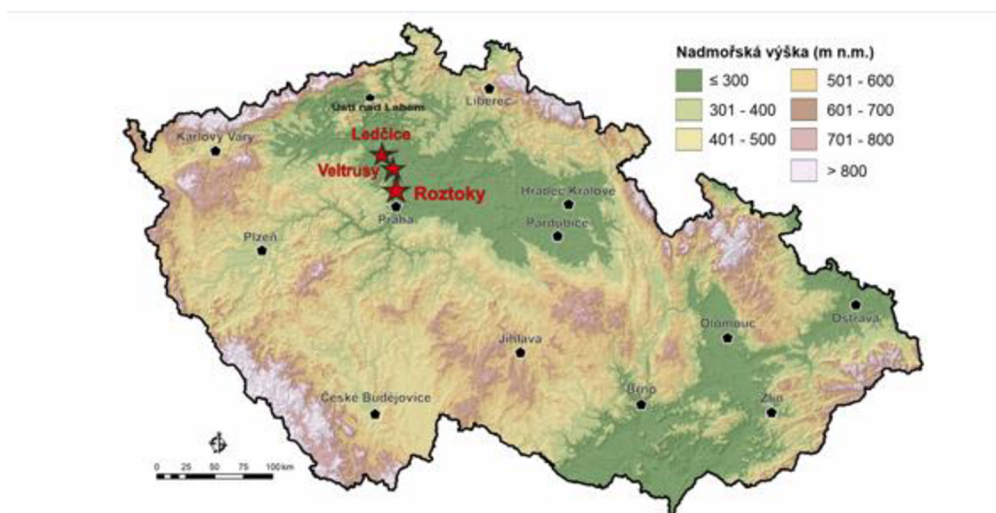 Nadmořská výška (m n.m.)
≤ 300
501 - 600
301 - 400
601 - 700
401 - 500
701 - 800
> 800
Ústí nad Labem
Liberec
Karlovy Vary
Ledčice
Veltrusy
Roztoky
Praha
Hradec Králové
Pardubice
Plzeň
Olomouc
Ostrava
Jihlava
České Budějovice
Brno
Zlín
0 25 50 75 100 km